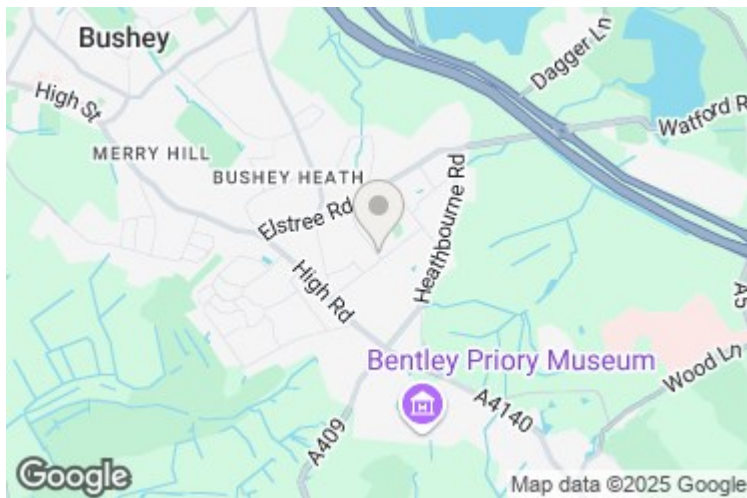 Bushey
Dagger Ln
High St
Watford R
MERRY HILL
BUSHEY HEATH
Elstree Rd
Heathbourne Rd
High Rd
A5
Bentley Priory Museum
Wood Ln
A4140
A409
Google
Map data ©2025 Google